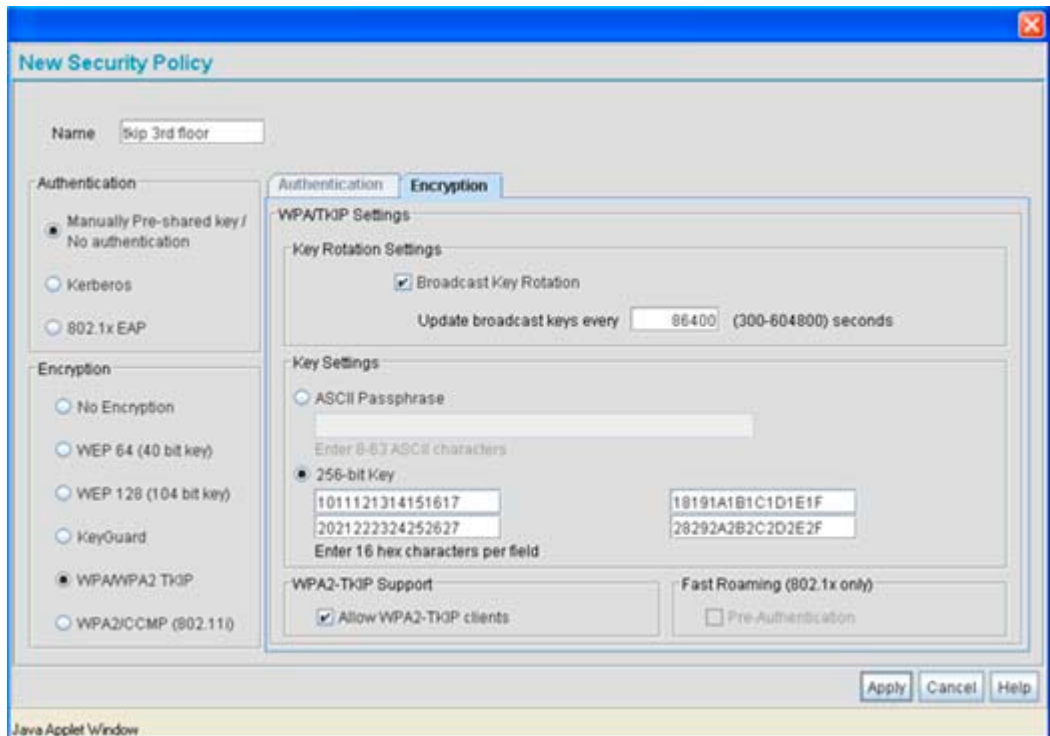 New Security Policy
Name tkip 3rd floor
Authentication
Manually Pre-shared key /
No authentication
Kerberos
802.1x EAP
Encryption
No Encryption
WEP 64 (40 bit key)
WEP 128 (104 bit key)
KeyGuard
WPA/WPA2 TKIP
WPA2/CCMP (802.11i)
Authentication Encryption
WPA/TKIP Settings
Key Rotation Settings
Broadcast Key Rotation
Update broadcast keys every 86400 (300-604800) seconds
Key Settings
ASCII Passphrase
Enter 8-63 ASCII characters
256-bit Key
1011121314151617 18191A1B1C1D1E1F
2021222324252627 28292A2B2C2D2E2F
Enter 16 hex characters per field
WPA2-TKIP Support
Allow WPA2-TKIP clients
Fast Roaming (802.1x only)
Pre-Authentication
Apply Cancel Help
Java Applet Window